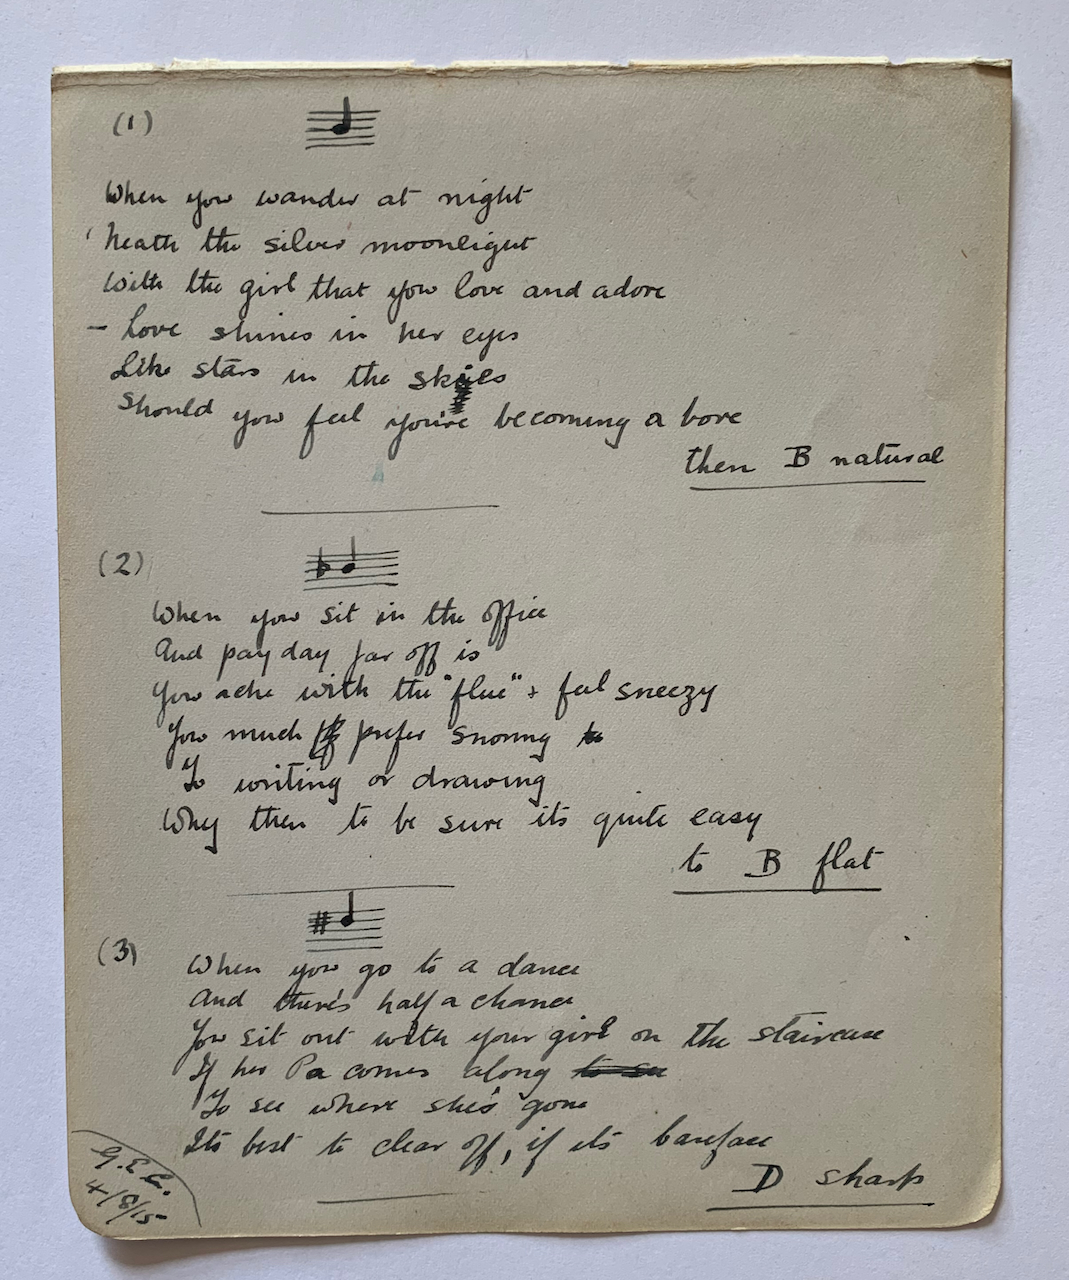 (1)
When you wander at night
'Neath the silver moonlight
With the girl that you love and adore
- Love shines in her eyes
Like stars in the skies
Should you feel you're becoming a bore
then B natural
(2)
When you sit in the office
And pay day far off is
You ache with the "flue" + feel sneezy
You much prefer snoring to
To writing or drawing
Why then to be sure its quite easy
to B flat
(3)
When you go to a dance
And there's half a chance
You sit out with your girl on the staircase
If her Pa comes along to see
To see where she's gone
Its best to clear off, if its bareface
D sharp
G.E.G.
4/8/15